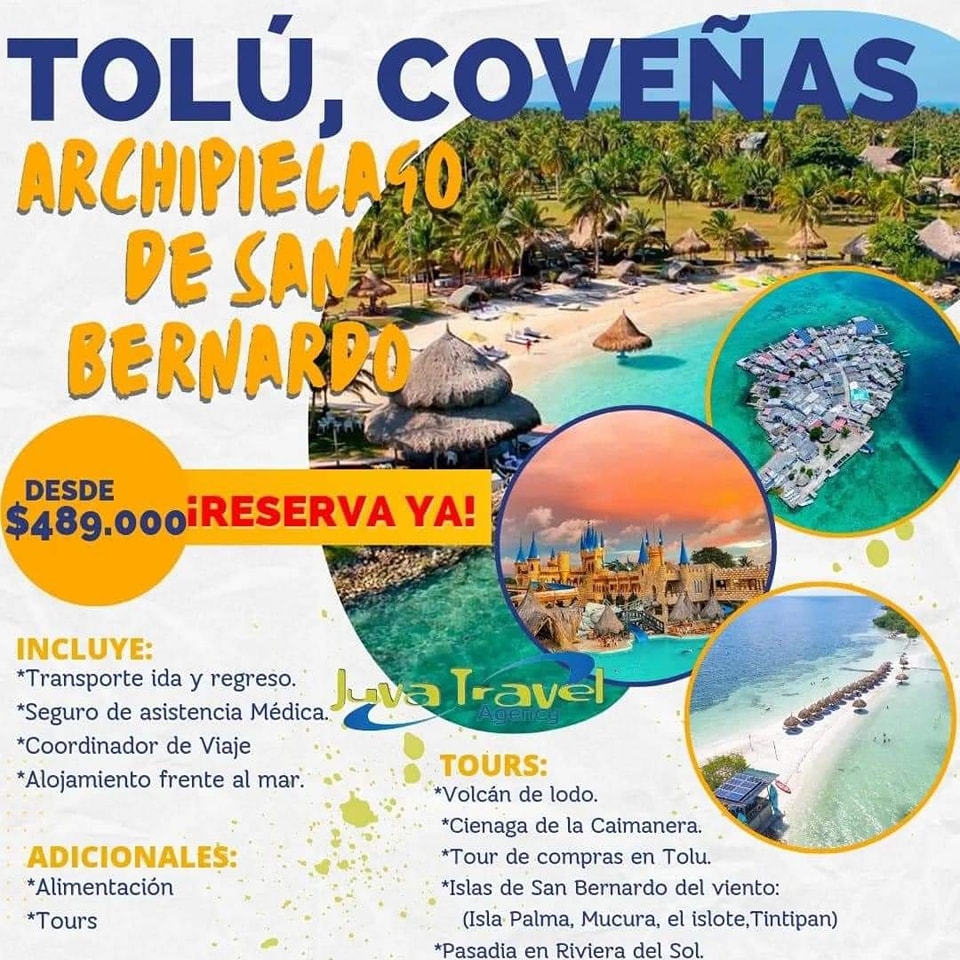 TOLÚ, COVEÑAS
ARCHIPIELAGO
DE SAN
BERNARDO
DESDE
$489.000
¡RESERVA YA!
INCLUYE:
*Transporte ida y regreso.
*Seguro de asistencia Médica.
*Coordinador de Viaje
*Alojamiento frente al mar.
Juva Travel
Agency
ADICIONALES:
*Alimentación
*Tours
TOURS:
*Volcán de lodo.
*Cienaga de la Caimanera.
*Tour de compras en Tolu.
*Islas de San Bernardo del viento:
(Isla Palma, Mucura, el islote,Tintipan)
*Pasadia en Riviera del Sol.